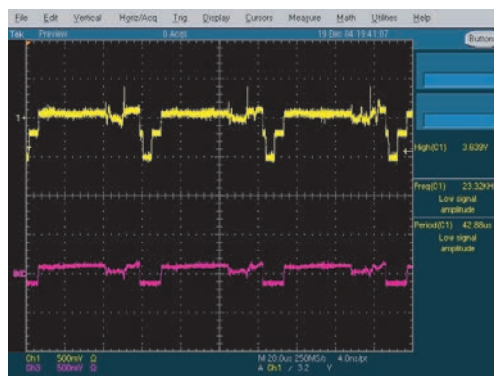 File Edit Vertical Horiz/Acq Trig Display Cursors Measure Math Utilities Help
Tek Preview 0 Acqs 19 Dec 04 19:41:07
Button
1
High(C1) 3.639V
Freq(C1) 23.32KH
Low signal
amplitude
Period(C1) 42.88us
Low signal
amplitude
Ch1 500mV Ω M 20.0us 250MS/s 4.0ns/pt
Ch3 500mV Ω A Ch1 / 3.2 V